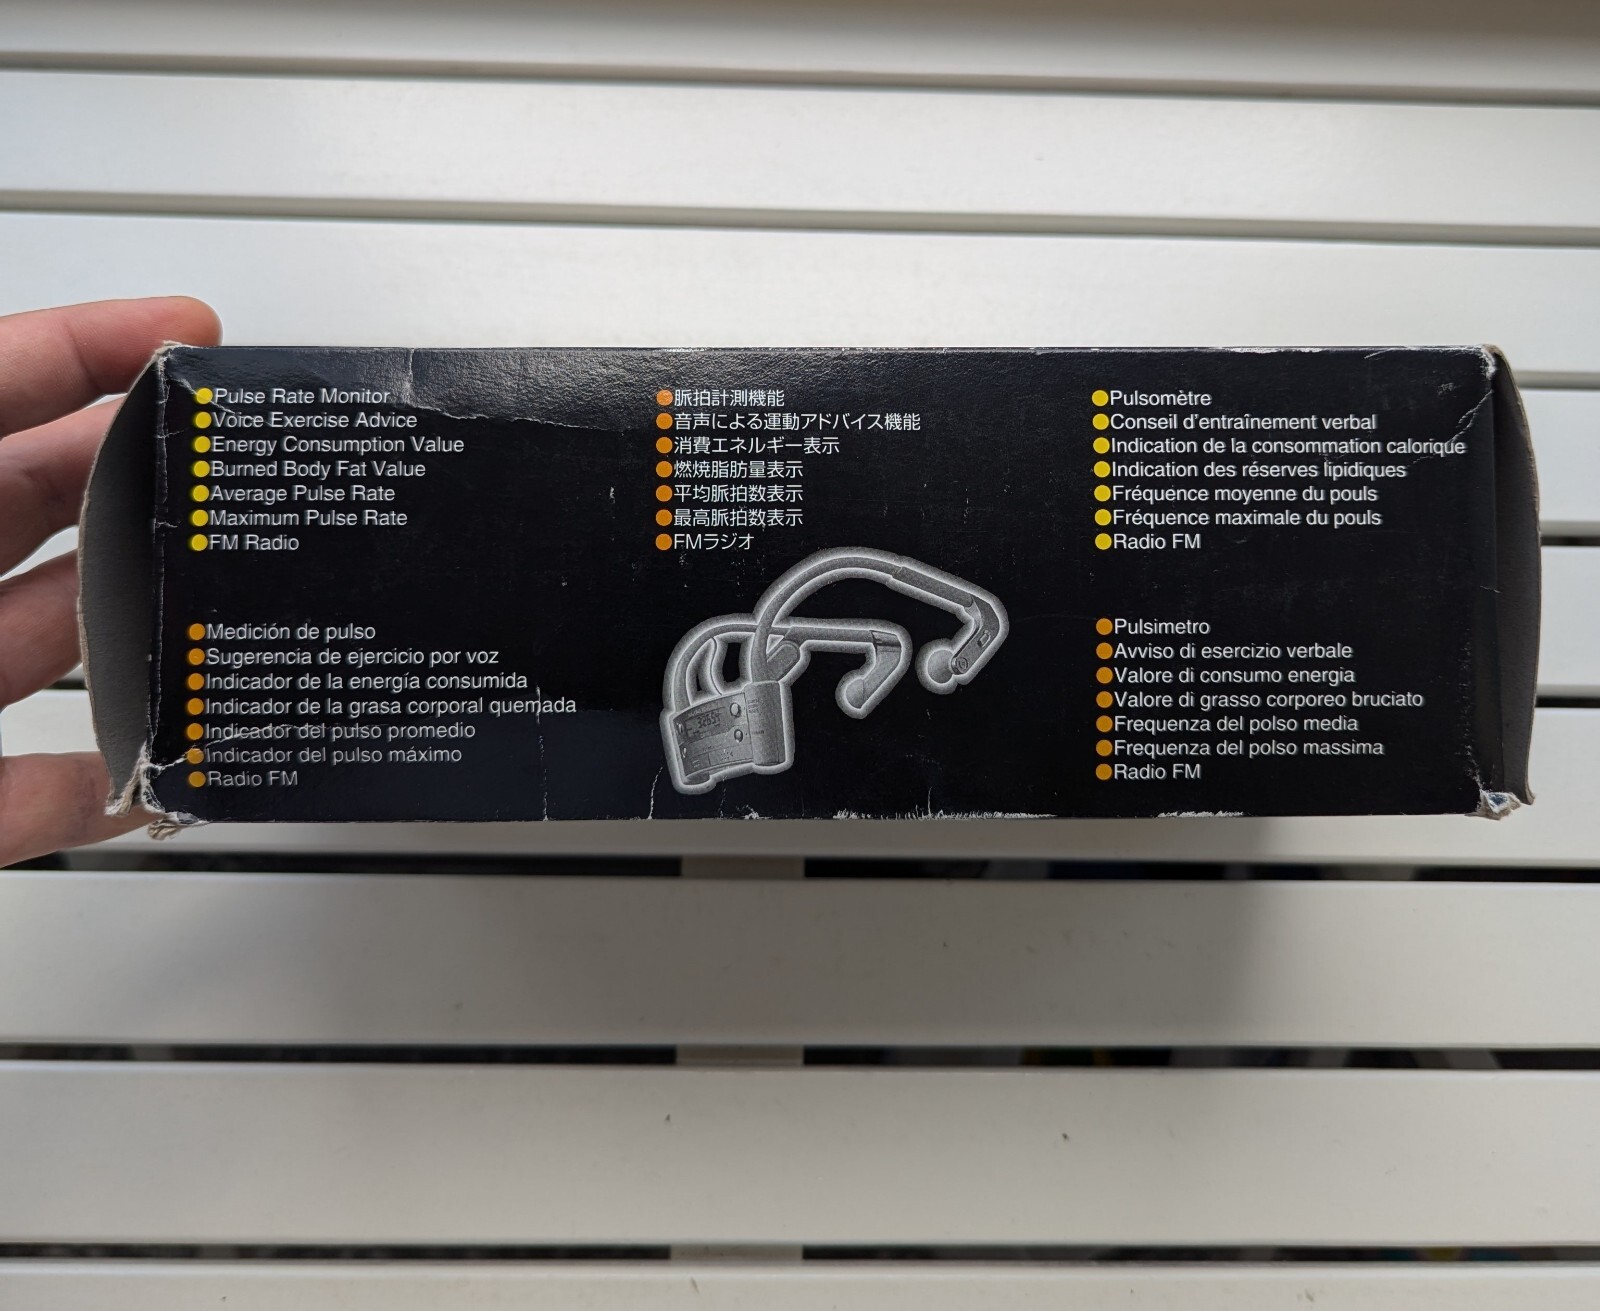 Pulse Rate Monitor
Voice Exercise Advice
Energy Consumption Value
Burned Body Fat Value
Average Pulse Rate
Maximum Pulse Rate
FM Radio
脈拍計測機能
音声による運動アドバイス機能
消費エネルギー表示
燃焼脂肪量表示
平均脈拍数表示
最高脈拍数表示
FMラジオ
Pulsomètre
Conseil d'entraînement verbal
Indication de la consommation calorique
Indication des réserves lipidiques
Fréquence moyenne du pouls
Fréquence maximale du pouls
Radio FM
Medición de pulso
Sugerencia de ejercicio por voz
Indicador de la energía consumida
Indicador de la grasa corporal quemada
Indicador del pulso promedio
Indicador del pulso máximo
Radio FM
Pulsimetro
Avviso di esercizio verbale
Valore di consumo energia
Valore di grasso corporeo bruciato
Frequenza del polso media
Frequenza del polso massima
Radio FM